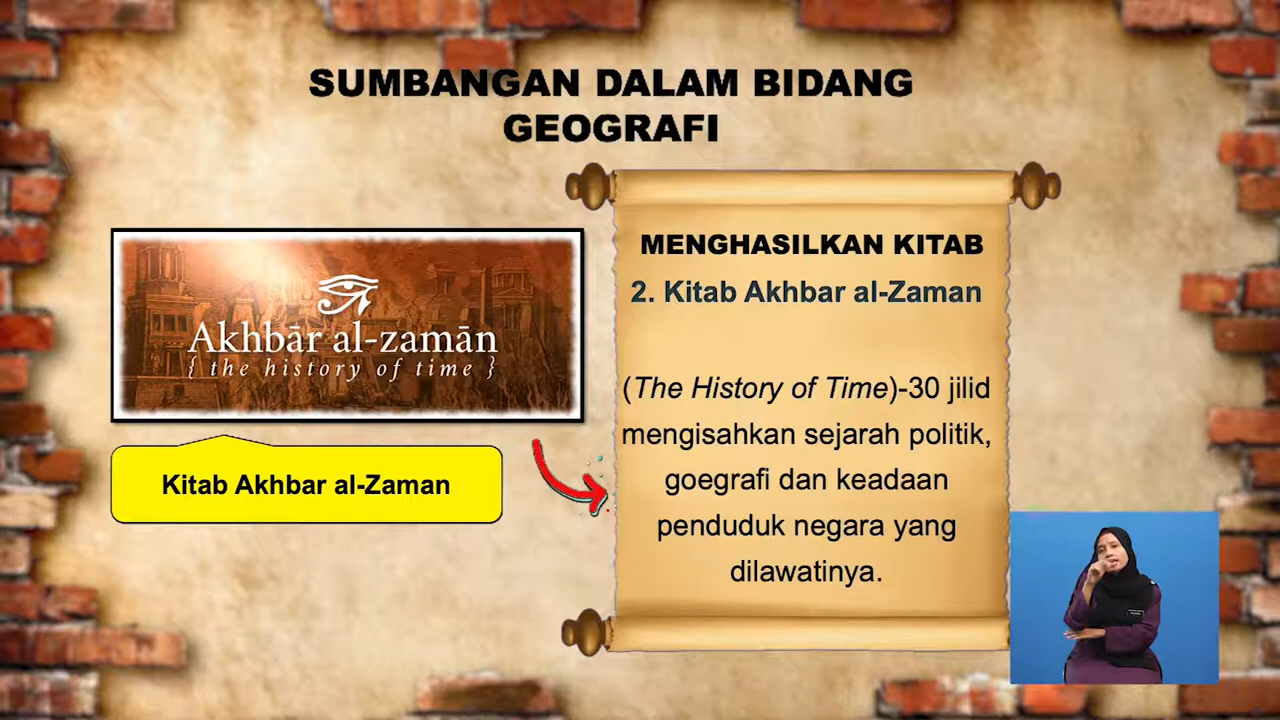 SUMBANGAN DALAM BIDANG
GEOGRAFI
Akhbār al-zamān
{ the history of time }
Kitab Akhbar al-Zaman
MENGHASILKAN KITAB
2. Kitab Akhbar al-Zaman
(The History of Time)-30 jilid
mengisahkan sejarah politik,
goegrafi dan keadaan
penduduk negara yang
dilawatinya.